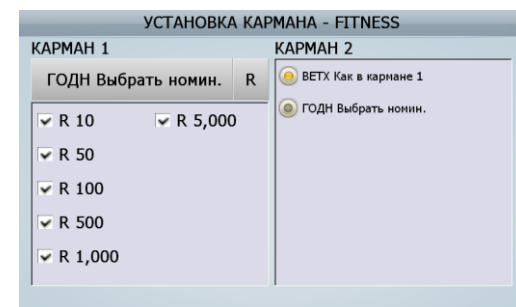 УСТАНОВКА КАРМАНА - FITNESS
КАРМАН 1
ГОДН Выбрать номин. R
R 10 R 5,000
R 50
R 100
R 500
R 1,000
КАРМАН 2
ВЕТХ Как в кармане 1
ГОДН Выбрать номин.